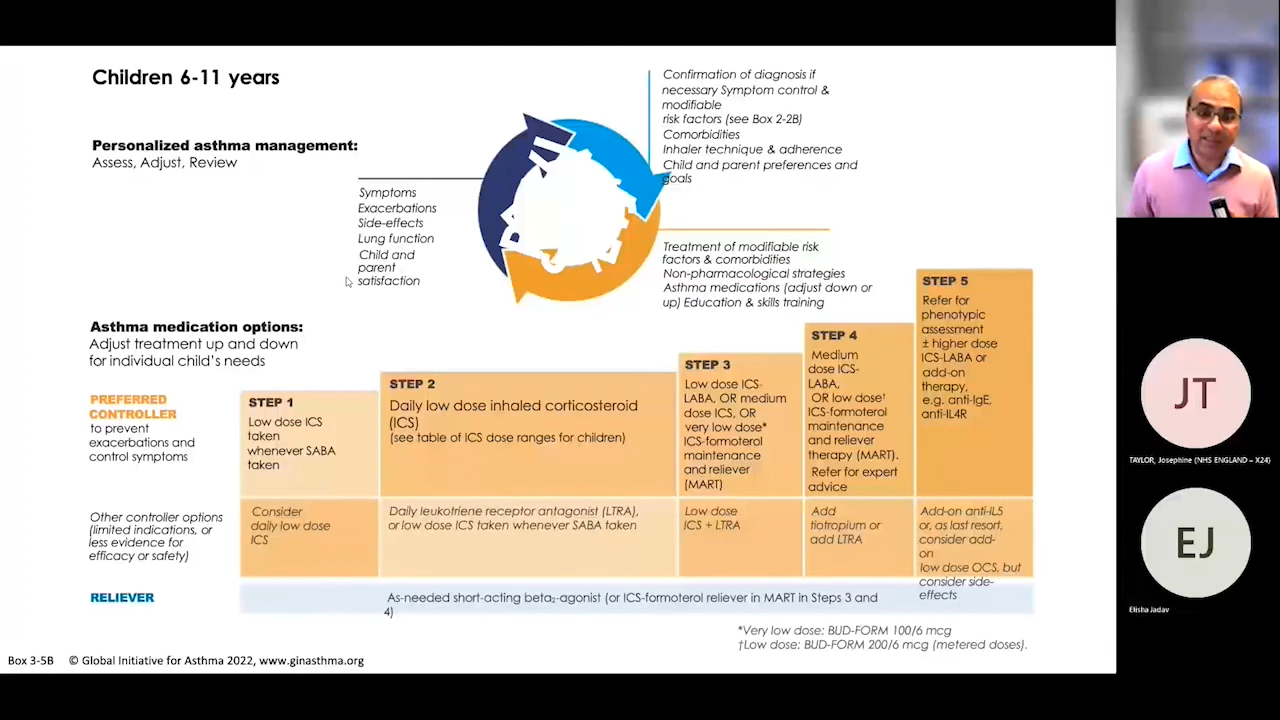 Children 6-11 years
Personalized asthma management:
Assess, Adjust, Review
Symptoms
Exacerbations
Side-effects
Lung function
Child and
parent
satisfaction
Confirmation of diagnosis if
necessary Symptom control &
modifiable
risk factors (see Box 2-2B)
Comorbidities
Inhaler technique & adherence
Child and parent preferences and
goals
Treatment of modifiable risk
factors & comorbidities
Non-pharmacological strategies
Asthma medications (adjust down or
up) Education & skills training
Asthma medication options:
Adjust treatment up and down
for individual child's needs
PREFERRED
CONTROLLER
to prevent
exacerbations and
control symptoms
STEP 1
Low dose ICS
taken
whenever SABA
taken
STEP 2
Daily low dose inhaled corticosteroid
(ICS)
(see table of ICS dose ranges for children)
STEP 3
Low dose ICS-
LABA, OR medium
dose ICS, OR
very low dose*
ICS-formoterol
maintenance
and reliever
(MART)
STEP 4
Medium
dose ICS-
LABA,
OR low dose†
ICS-formoterol
maintenance
and reliever
therapy (MART).
Refer for expert
advice
STEP 5
Refer for
phenotypic
assessment
± higher dose
ICS-LABA or
add-on
therapy,
e.g. anti-IgE,
anti-IL4R
Other controller options
(limited indications, or
less evidence for
efficacy or safety)
Consider
daily low dose
ICS
Daily leukotriene receptor antagonist (LTRA),
or low dose ICS taken whenever SABA taken
Low dose
ICS + LTRA
Add
tiotropium or
add LTRA
Add-on anti-IL5
or, as last resort,
consider add-
on
low dose OCS, but
consider side-
effects
RELIEVER
As-needed short-acting beta₂-agonist (or ICS-formoterol reliever in MART in Steps 3 and
4)
*Very low dose: BUD-FORM 100/6 mcg
†Low dose: BUD-FORM 200/6 mcg (metered doses).
Box 3-5B © Global Initiative for Asthma 2022, www.ginasthma.org
JT
TAYLOR, Josephine (NHS ENGLAND – X24)
EJ
Elisha Jadav